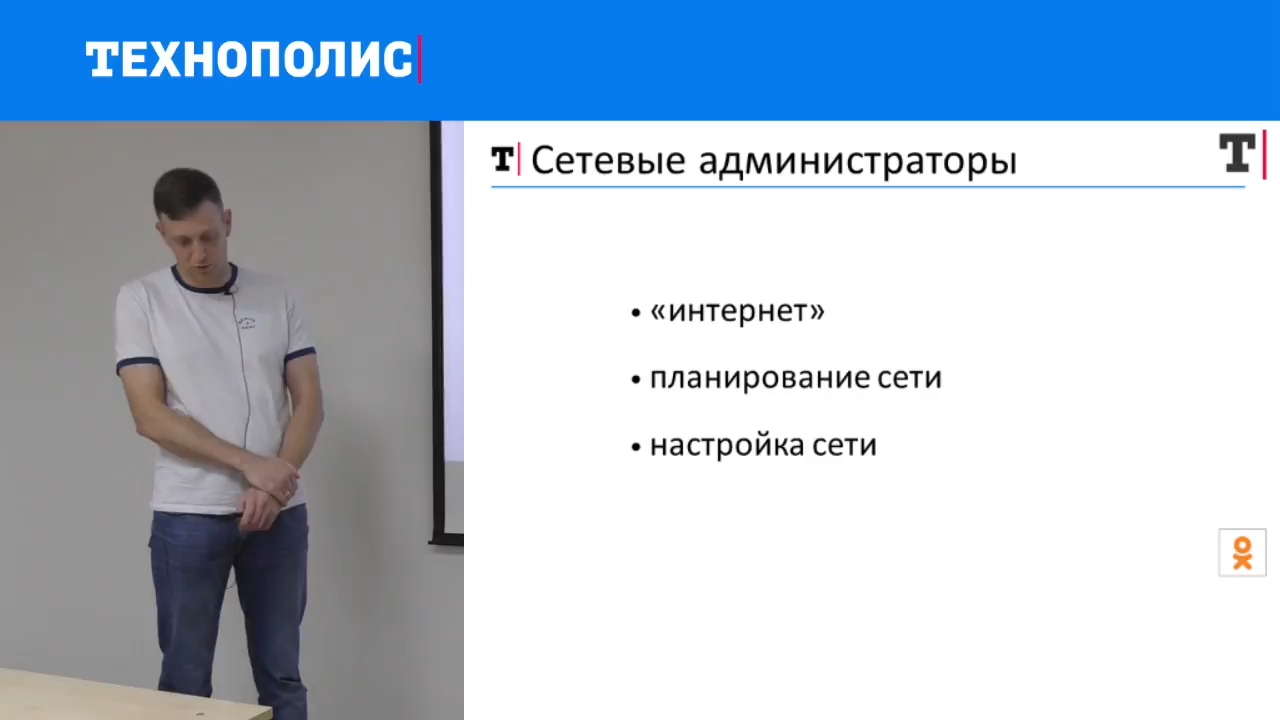 ТЕХНОПОЛИС
Т Сетевые администраторы
Т
• «интернет»
• планирование сети
• настройка сети